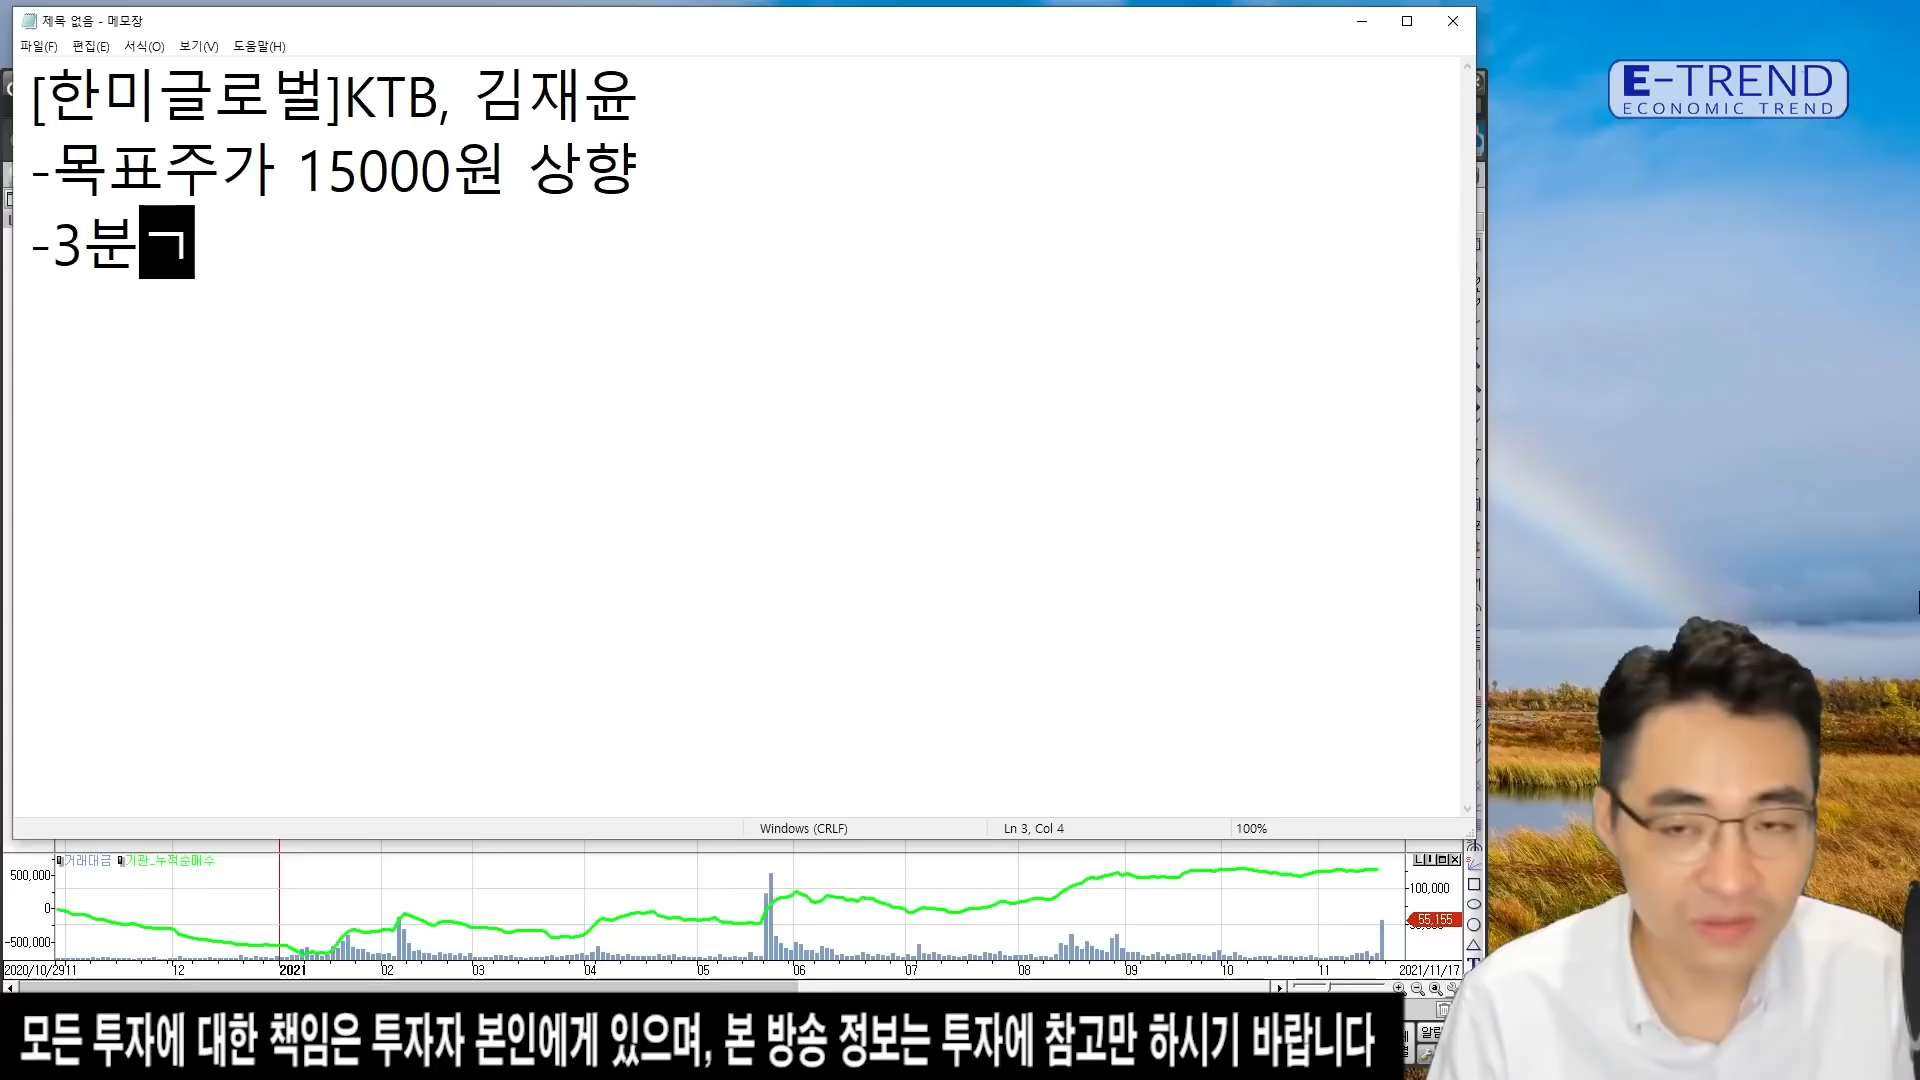 제목 없음 - 메모장
파일(F) 편집(E) 서식(O) 보기(V) 도움말(H)
[한미글로벌]KTB, 김재윤
-목표주가 15000원 상향
-3분ㄱ
E-TREND
ECONOMIC TREND
Windows (CRLF) Ln 3, Col 4 100%
거래대금 기관_누적순매수
500,000
0
-500,000
100,000
55,155
2020/10/29 11 12 2021 02 03 04 05 06 07 08 09 10 11 2021/11/17
모든 투자에 대한 책임은 투자자 본인에게 있으며, 본 방송 정보는 투자에 참고만 하시기 바랍니다
알림